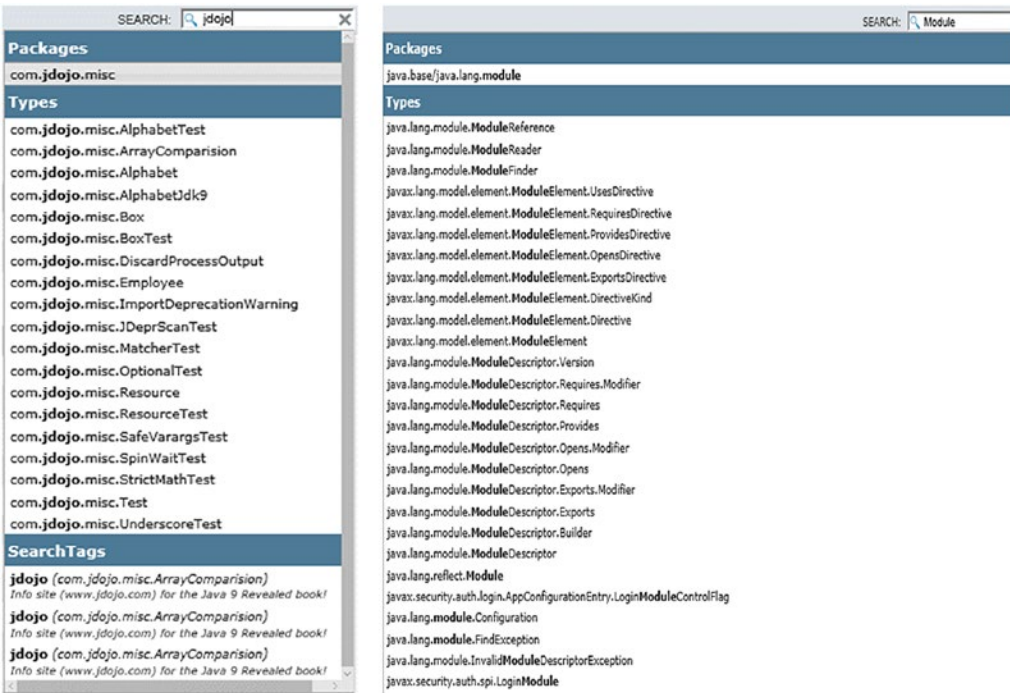 SEARCH: jdojo
Packages
com.jdojo.misc
Types
com.jdojo.misc.AlphabetTest
com.jdojo.misc.ArrayComparision
com.jdojo.misc.Alphabet
com.jdojo.misc.AlphabetJdk9
com.jdojo.misc.Box
com.jdojo.misc.BoxTest
com.jdojo.misc.DiscardProcessOutput
com.jdojo.misc.Employee
com.jdojo.misc.ImportDeprecationWarning
com.jdojo.misc.JDeprScanTest
com.jdojo.misc.MatcherTest
com.jdojo.misc.OptionalTest
com.jdojo.misc.Resource
com.jdojo.misc.ResourceTest
com.jdojo.misc.SafeVarargsTest
com.jdojo.misc.SpinWaitTest
com.jdojo.misc.StrictMathTest
com.jdojo.misc.Test
com.jdojo.misc.UnderscoreTest
SearchTags
jdojo (com.jdojo.misc.ArrayComparision)
Info site (www.jdojo.com) for the Java 9 Revealed book!
jdojo (com.jdojo.misc.ArrayComparision)
Info site (www.jdojo.com) for the Java 9 Revealed book!
jdojo (com.jdojo.misc.ArrayComparision)
Info site (www.jdojo.com) for the Java 9 Revealed book!
SEARCH: Module
Packages
java.base/java.lang.module
Types
java.lang.module.ModuleReference
java.lang.module.ModuleReader
java.lang.module.ModuleFinder
javax.lang.model.element.ModuleElement.UsesDirective
javax.lang.model.element.ModuleElement.RequiresDirective
javax.lang.model.element.ModuleElement.ProvidesDirective
javax.lang.model.element.ModuleElement.OpensDirective
javax.lang.model.element.ModuleElement.ExportsDirective
javax.lang.model.element.ModuleElement.DirectiveKind
javax.lang.model.element.ModuleElement.Directive
javax.lang.model.element.ModuleElement
java.lang.module.ModuleDescriptor.Version
java.lang.module.ModuleDescriptor.Requires.Modifier
java.lang.module.ModuleDescriptor.Requires
java.lang.module.ModuleDescriptor.Provides
java.lang.module.ModuleDescriptor.Opens.Modifier
java.lang.module.ModuleDescriptor.Opens
java.lang.module.ModuleDescriptor.Exports.Modifier
java.lang.module.ModuleDescriptor.Exports
java.lang.module.ModuleDescriptor.Builder
java.lang.module.ModuleDescriptor
java.lang.reflect.Module
javax.security.auth.login.AppConfigurationEntry.LoginModuleControlFlag
java.lang.module.Configuration
java.lang.module.FindException
java.lang.module.InvalidModuleDescriptorException
javax.security.auth.spi.LoginModule